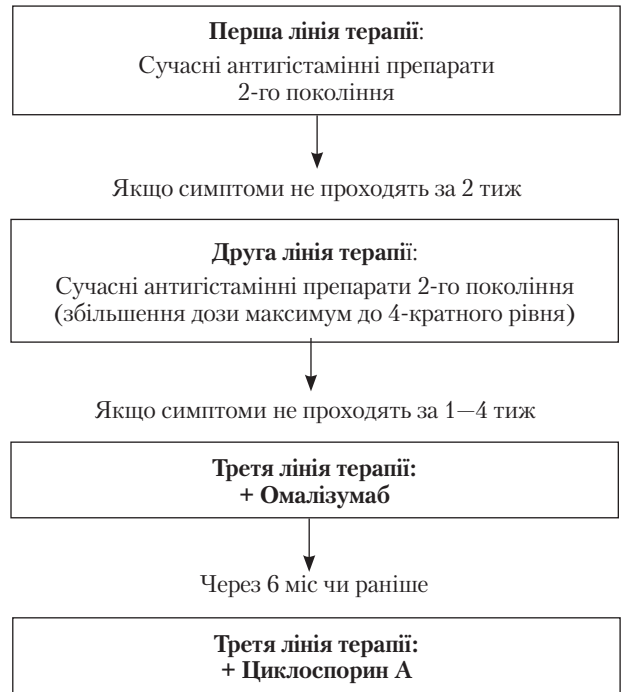 Перша лінія терапії:
Сучасні антигістамінні препарати
2-го покоління
Якщо симптоми не проходять за 2 тиж
Друга лінія терапії:
Сучасні антигістамінні препарати 2-го покоління
(збільшення дози максимум до 4-кратного рівня)
Якщо симптоми не проходять за 1—4 тиж
Третя лінія терапії:
+ Омалізумаб
Через 6 міс чи раніше
Третя лінія терапії:
+ Циклоспорин А